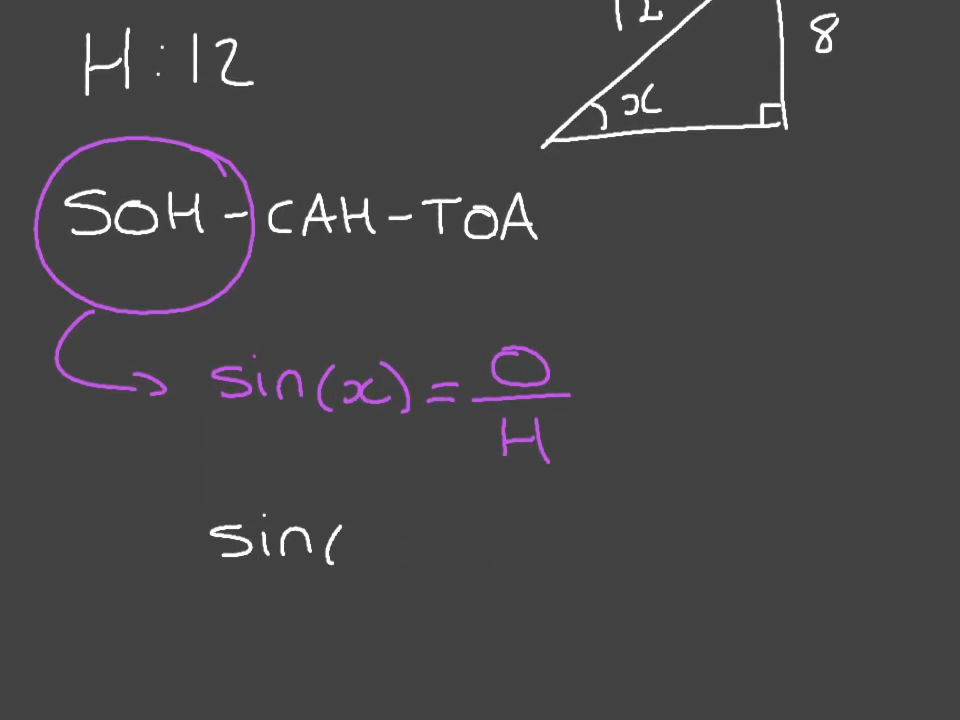 12
8
H:12
x
SOH-CAH-TOA
sin(x)=O/H
sin(